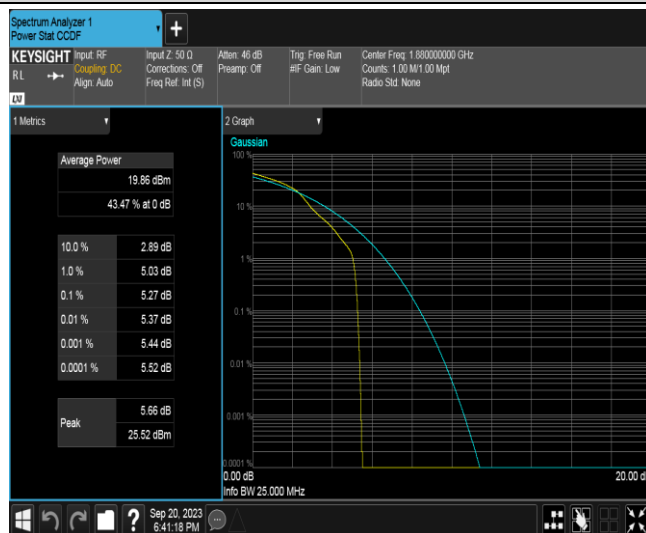 Spectrum Analyzer 1
Power Stat CCDF
+
KEYSIGHT
RL
LXI
Input: RF
Coupling: DC
Align: Auto
Input Z: 50 Ω
Corrections: Off
Freq Ref: Int (S)
Atten: 46 dB
Preamp: Off
Trig: Free Run
#IF Gain: Low
Center Freq: 1.880000000 GHz
Counts: 1.00 M/1.00 Mpt
Radio Std: None
1 Metrics
Average Power
19.86 dBm
43.47 % at 0 dB
10.0 % 2.89 dB
1.0 % 5.03 dB
0.1 % 5.27 dB
0.01 % 5.37 dB
0.001 % 5.44 dB
0.0001 % 5.52 dB
Peak
5.66 dB
25.52 dBm
2 Graph
Gaussian
100 %
10 %
1 %
0.1 %
0.01 %
0.001 %
0.0001 %
0.00 dB
20.00 d
Info BW 25.000 MHz
?
Sep 20, 2023
6:41:18 PM